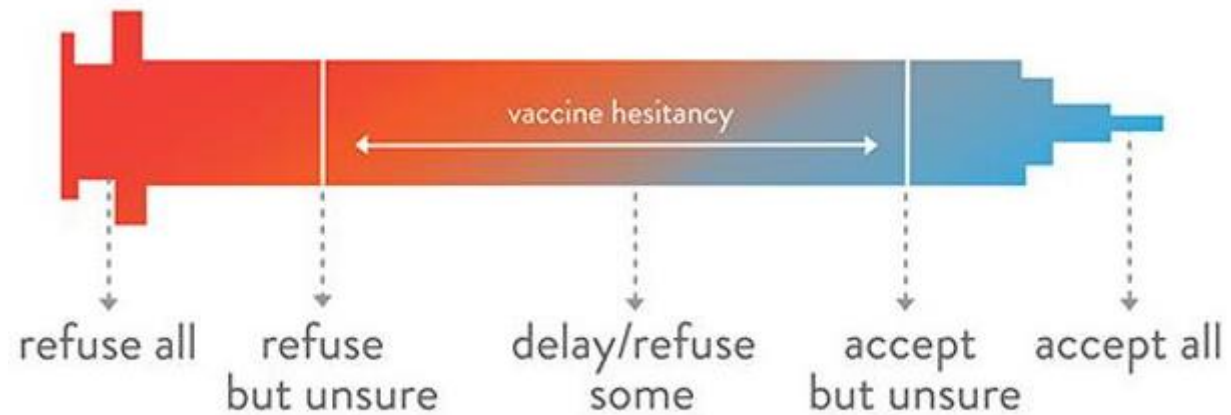 vaccine hesitancy
refuse all
refuse
but unsure
delay/refuse
some
accept
but unsure
accept all